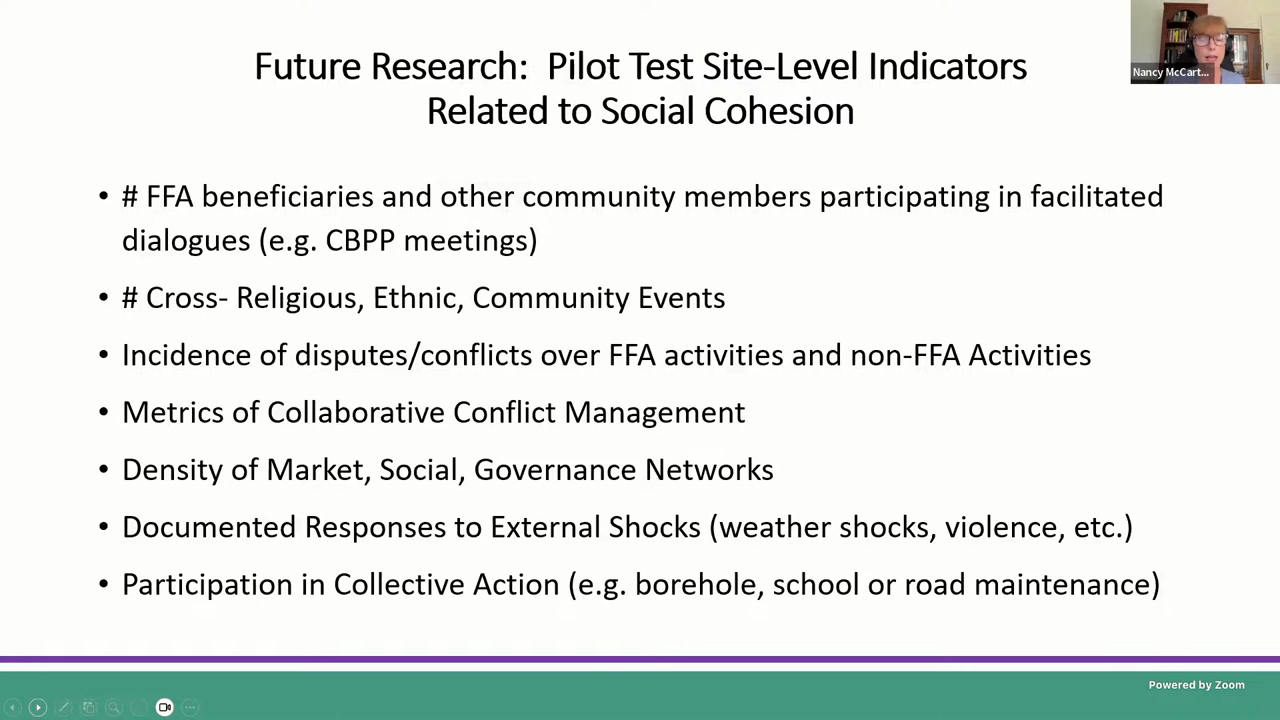 Future Research:  Pilot Test Site-Level Indicators
Related to Social Cohesion
Nancy McCart...
• # FFA beneficiaries and other community members participating in facilitated
dialogues (e.g. CBPP meetings)
• # Cross- Religious, Ethnic, Community Events
• Incidence of disputes/conflicts over FFA activities and non-FFA Activities
• Metrics of Collaborative Conflict Management
• Density of Market, Social, Governance Networks
• Documented Responses to External Shocks (weather shocks, violence, etc.)
• Participation in Collective Action (e.g. borehole, school or road maintenance)
Powered by Zoom